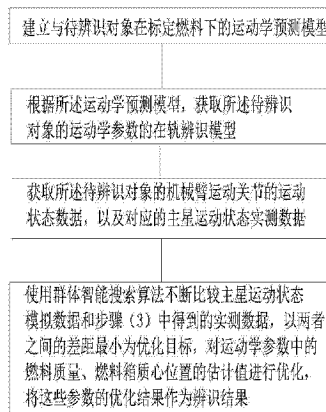 建立与待辨识对象在标定燃料下的运动学预测模型
根据所述运动学预测模型，获取所述待辨识
对象的运动学参数的在轨辨识模型
获取所述待辨识对象的机械臂运动关节的运动
状态数据，以及对应的主星运动状态实测数据
使用群体智能搜索算法不断比较主星运动状态
模拟数据和步骤（3）中得到的实测数据，以两者
之间的差距最小为优化目标，对运动学参数中的
燃料质量、燃料箱质心位置的估计值进行优化，
将这些参数的优化结果作为辨识结果